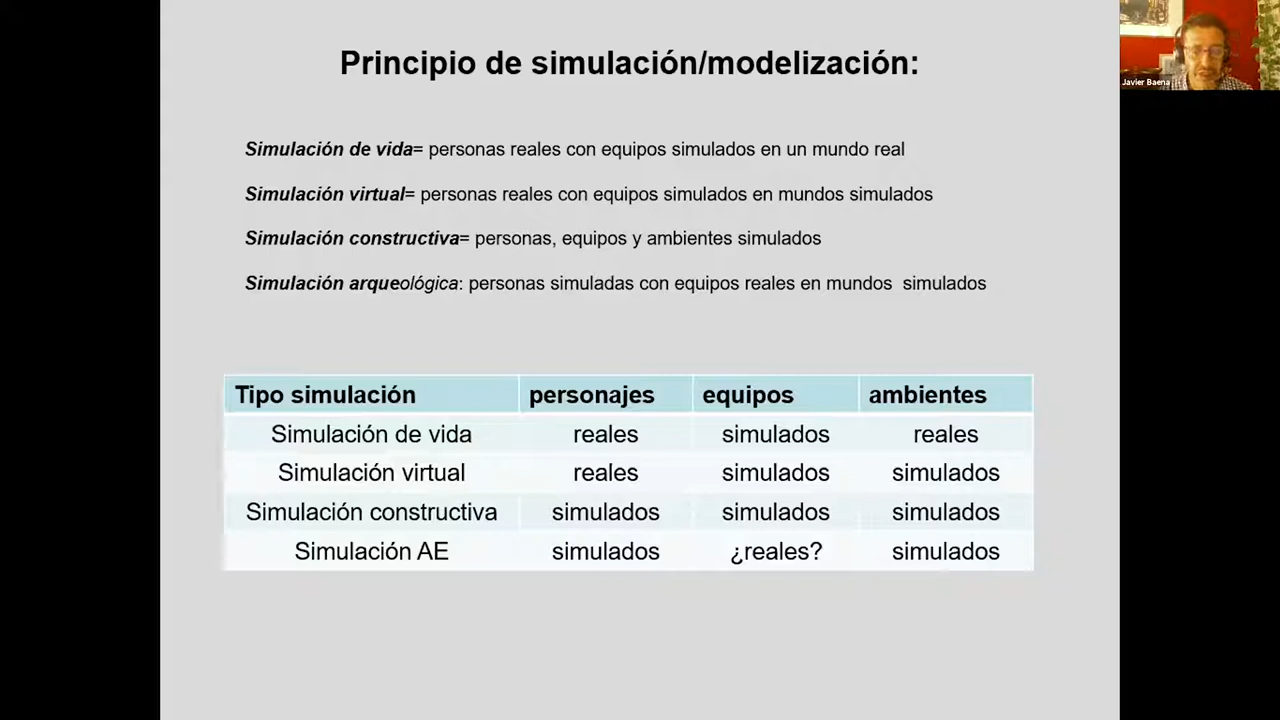 Principio de simulación/modelización:
Javier Baena
Simulación de vida= personas reales con equipos simulados en un mundo real
Simulación virtual= personas reales con equipos simulados en mundos simulados
Simulación constructiva= personas, equipos y ambientes simulados
Simulación arqueológica: personas simuladas con equipos reales en mundos  simulados
Tipo simulación personajes equipos ambientes
Simulación de vida reales simulados reales
Simulación virtual reales simulados simulados
Simulación constructiva simulados simulados simulados
Simulación AE simulados ¿reales? simulados